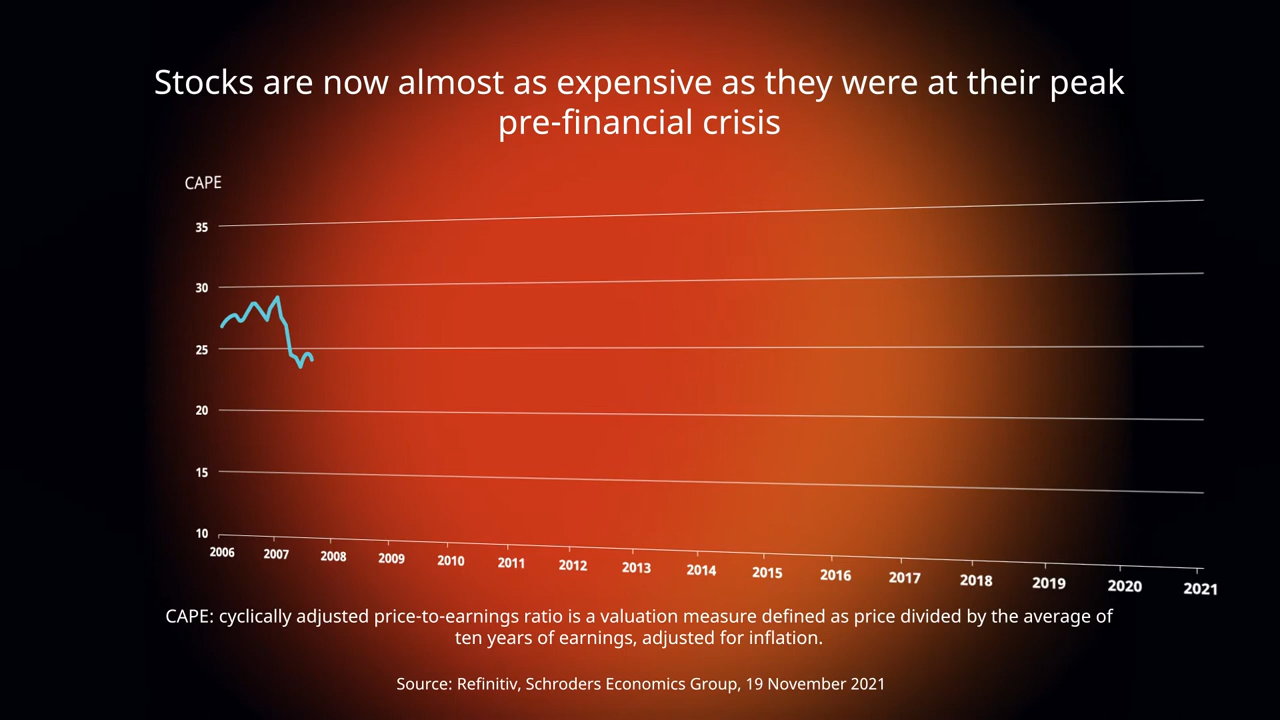 Stocks are now almost as expensive as they were at their peak
pre-financial crisis
CAPE
35
30
25
20
15
10
2006 2007 2008 2009 2010 2011 2012 2013 2014 2015 2016 2017 2018 2019 2020 2021
CAPE: cyclically adjusted price-to-earnings ratio is a valuation measure defined as price divided by the average of
ten years of earnings, adjusted for inflation.
Source: Refinitiv, Schroders Economics Group, 19 November 2021